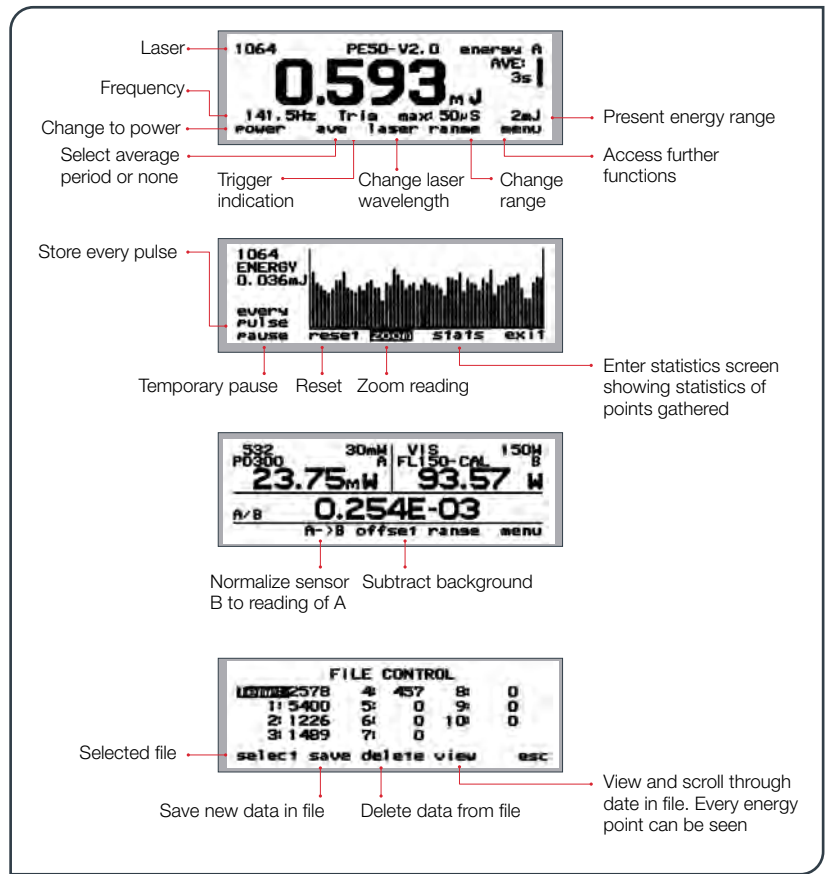 Laser
1064 PE50-V2.0 energy A
AVE:
3s
0.593 mJ
Frequency
141.5Hz Trig max: 50µS 2mJ
Present energy range
Change to power
power ave laser range menu
Select average
period or none
Trigger
indication
Change laser
wavelength
Change
range
Access further
functions
Store every pulse
1064
ENERGY
0.036mJ
every
pulse
pause reset zoom stats exit
Temporary pause Reset Zoom reading
Enter statistics screen
showing statistics of
points gathered
532 30mW VIS 150W
PD300 A FL150-CAL B
23.75mW 93.57 W
A/B 0.254E-03
A->B offset range menu
Normalize sensor
B to reading of A
Subtract background
FILE CONTROL
2578 4: 457 8: 0
1: 5400 5: 0 9: 0
2: 1226 6: 0 10: 0
3: 1489 7: 0
Selected file
select save delete view esc
Save new data in file Delete data from file
View and scroll through
date in file. Every energy
point can be seen